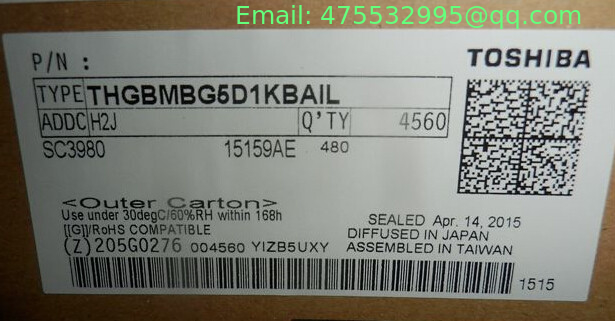 Email: 475532995@qq.com
P/N :
TOSHIBA
TYPE THGBMBG5D1KBAIL
ADDC H2J Q'TY 4560
SC3980 15159AE 480
<Outer Carton>
Use under 30degC/60%RH within 168h
[[G]]/RoHS COMPATIBLE
SEALED Apr. 14, 2015
DIFFUSED IN JAPAN
(Z) 205G0276 004560 YIZB5UXY ASSEMBLED IN TAIWAN
1515